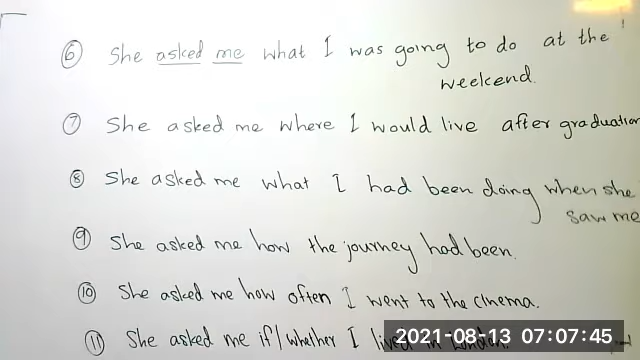 ⑥ She asked me what I was going to do at the
weekend.
⑦ She asked me where I would live after graduation
⑧ She asked me what I had been doing when she
saw me
⑨ She asked me how the journey had been.
⑩ She asked me how often I went to the cinema.
⑪ She asked me if/whether I lived in London.
2021-08-13 07:07:45